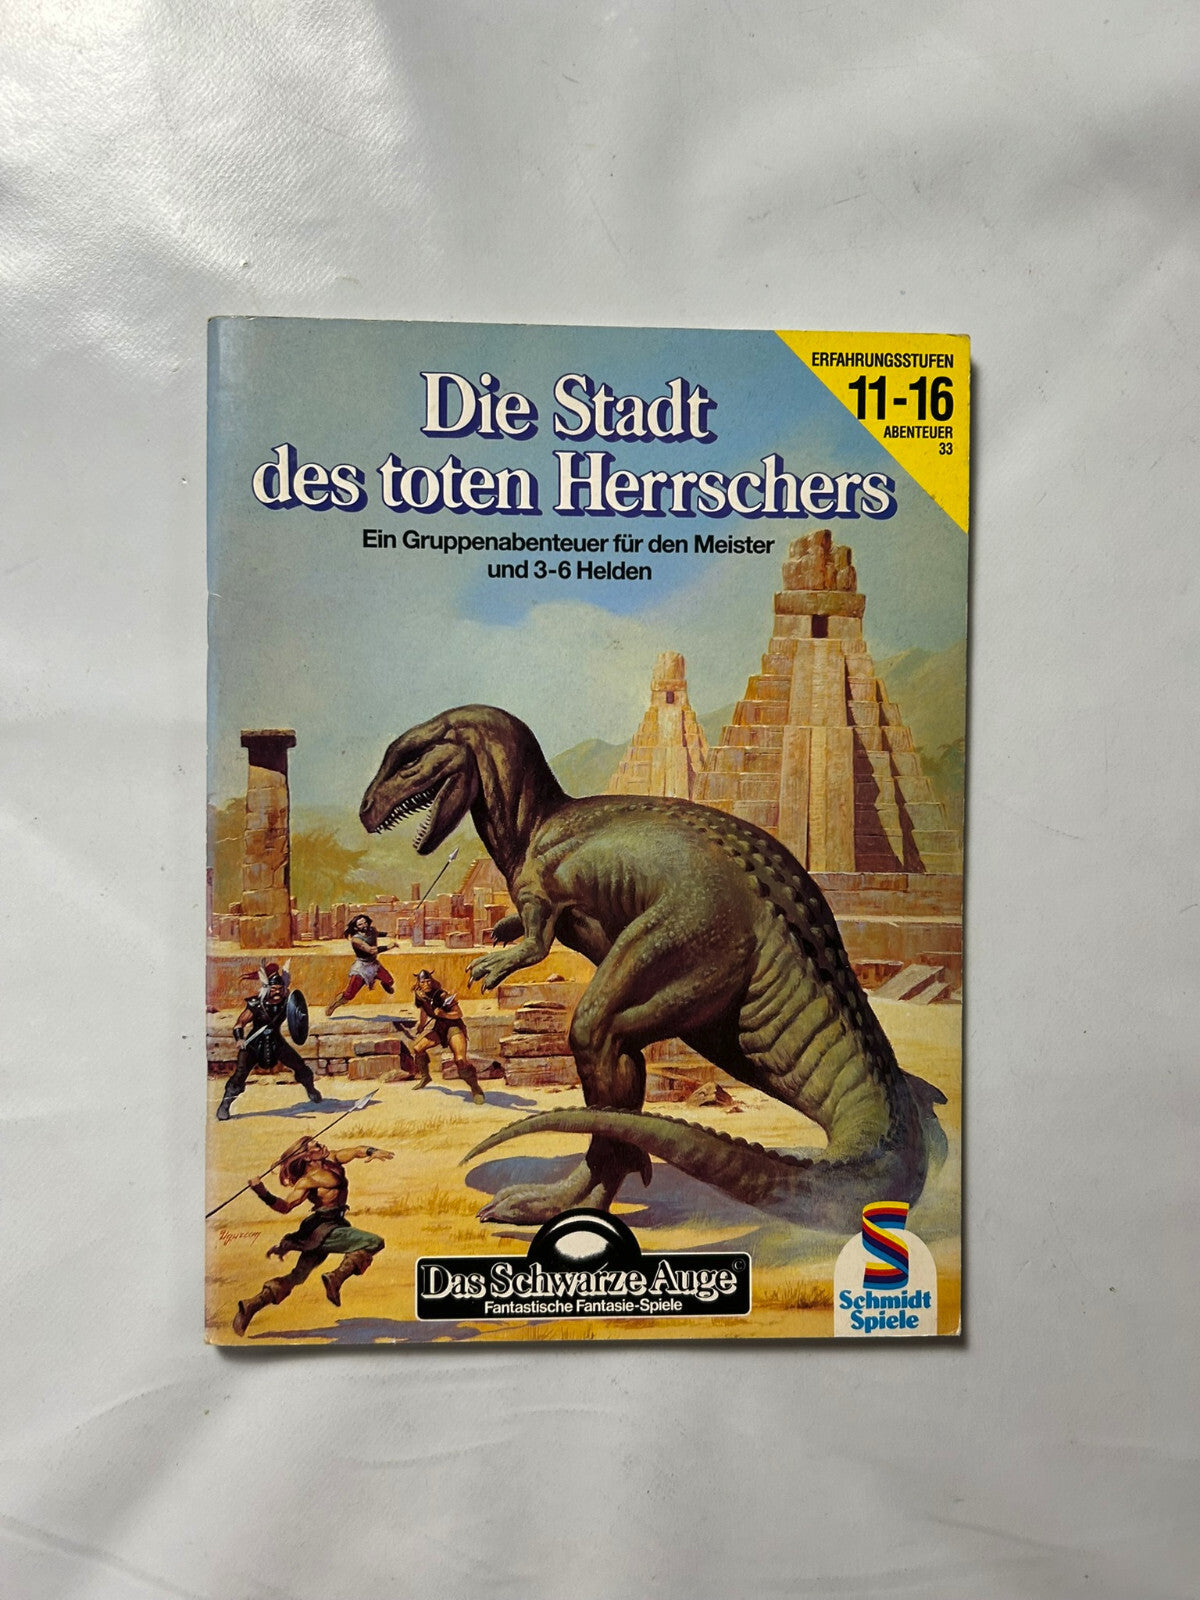 Die Stadt
des toten Herrschers
Ein Gruppenabenteuer für den Meister
und 3-6 Helden
ERFAHRUNGSSTUFEN
11-16
ABENTEUER
33
Das Schwarze Auge©
Fantastische Fantasie-Spiele
Schmidt
Spiele